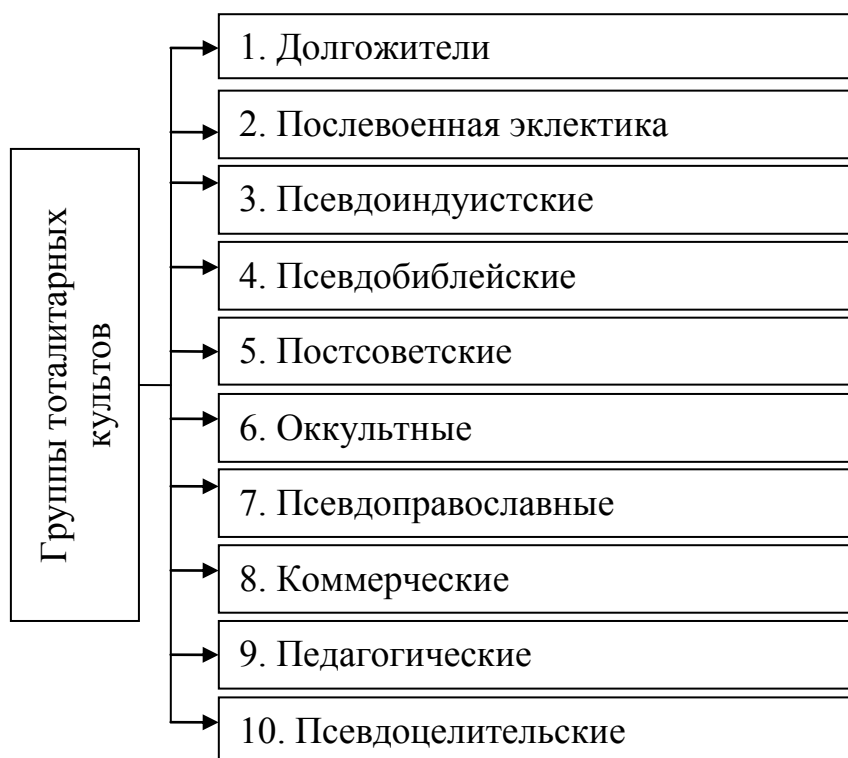 Группы тоталитарных
культов
1. Долгожители
2. Послевоенная эклектика
3. Псевдоиндуистские
4. Псевдобиблейские
5. Постсоветские
6. Оккультные
7. Псевдоправославные
8. Коммерческие
9. Педагогические
10. Псевдоцелительские